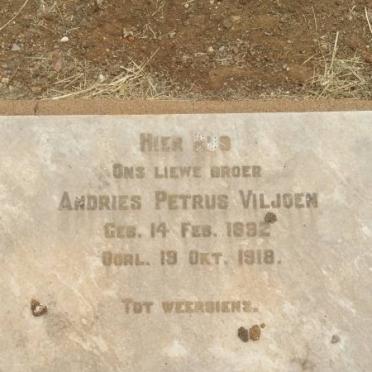 HIER RUS
ONS LIEWE BROER
ANDRIES PETRUS VILJOEN
GEB. 14 FEB. 1892
OORL. 19 OKT. 1918.
TOT WEERSIENS.